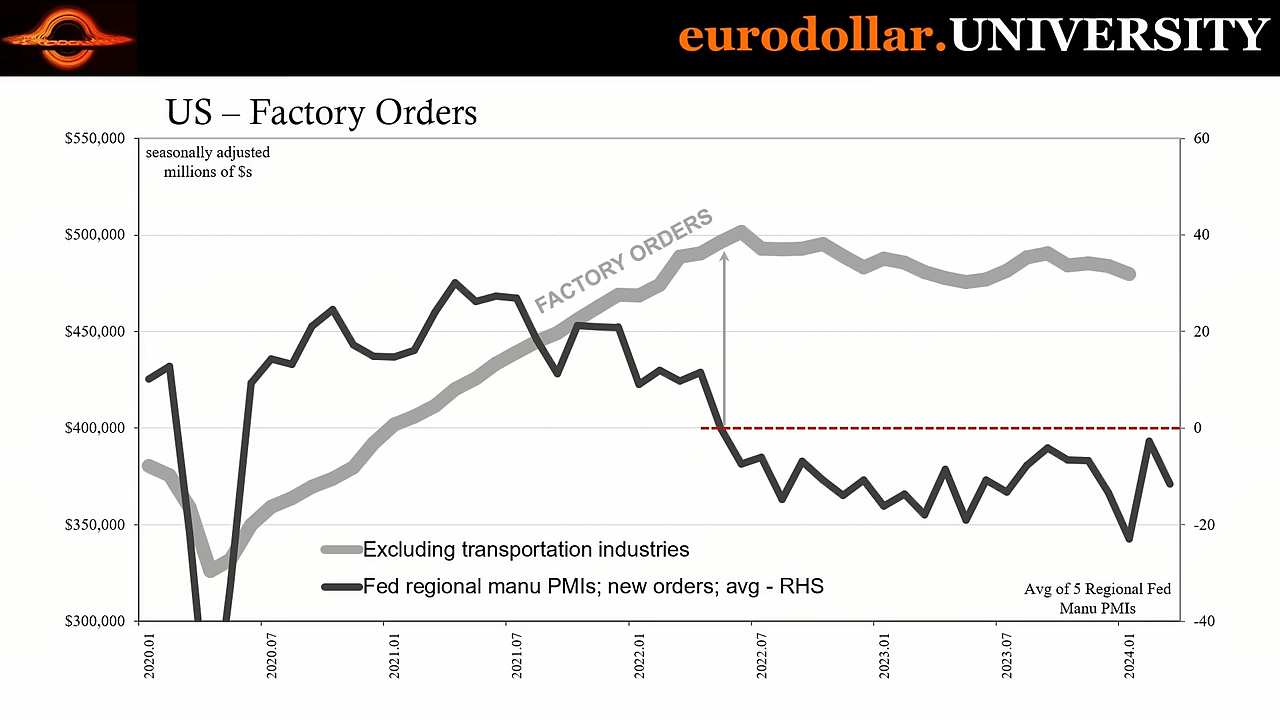 eurodollar.UNIVERSITY
US – Factory Orders
seasonally adjusted
millions of $s
$550,000
$500,000
$450,000
$400,000
$350,000
$300,000
60
40
20
0
-20
-40
FACTORY ORDERS
Excluding transportation industries
Fed regional manu PMIs; new orders; avg - RHS
Avg of 5 Regional Fed
Manu PMIs
2020.01
2020.07
2021.01
2021.07
2022.01
2022.07
2023.01
2023.07
2024.01